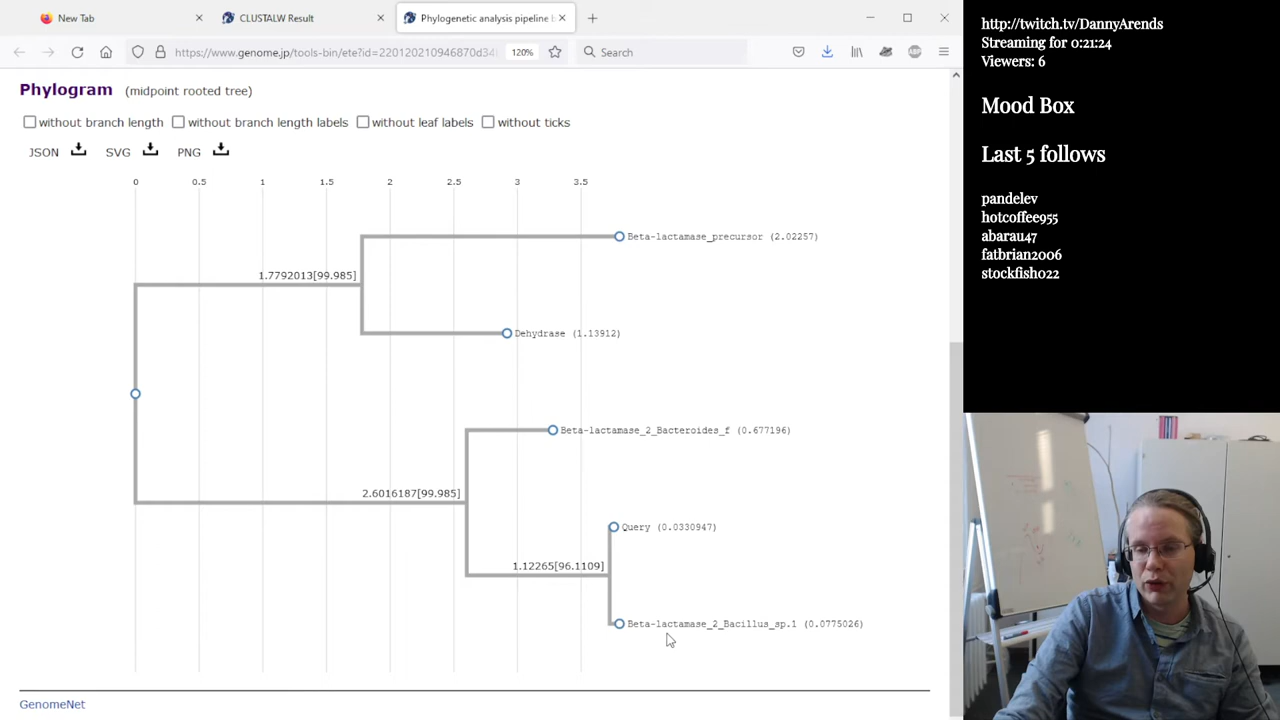 New Tab
CLUSTALW Result
Phylogenetic analysis pipeline b
https://www.genome.jp/tools-bin/ete?id=220120210946870d34
120%
Search
Phylogram (midpoint rooted tree)
without branch length
without branch length labels
without leaf labels
without ticks
JSON
SVG
PNG
0 0.5 1 1.5 2 2.5 3 3.5
Beta-lactamase_precursor (2.02257)
1.7792013[99.985]
Dehydrase (1.13912)
Beta-lactamase_2_Bacteroides_f (0.677196)
2.6016187[99.985]
Query (0.0330947)
1.12265[96.1109]
Beta-lactamase_2_Bacillus_sp.1 (0.0775026)
GenomeNet
http://twitch.tv/DannyArends
Streaming for 0:21:24
Viewers: 6
Mood Box
Last 5 follows
pandelev
hotcoffee955
abarau47
fatbrian2006
stockfish022